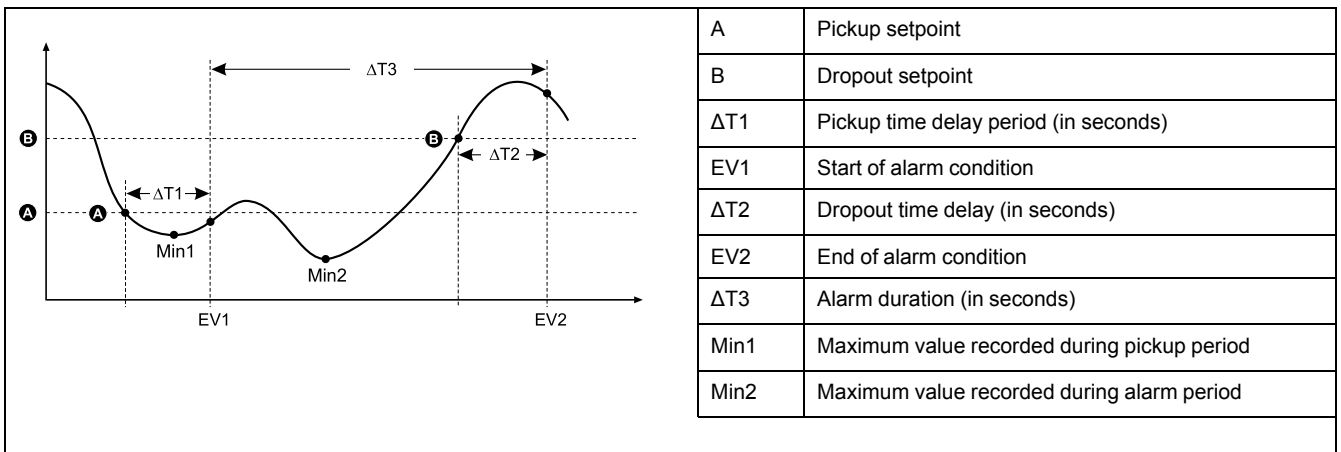 ΔT3
B
B
ΔT2
ΔT1
A
A
Min1
Min2
EV1
EV2
A Pickup setpoint
B Dropout setpoint
ΔT1 Pickup time delay period (in seconds)
EV1 Start of alarm condition
ΔT2 Dropout time delay (in seconds)
EV2 End of alarm condition
ΔT3 Alarm duration (in seconds)
Min1 Maximum value recorded during pickup period
Min2 Maximum value recorded during alarm period